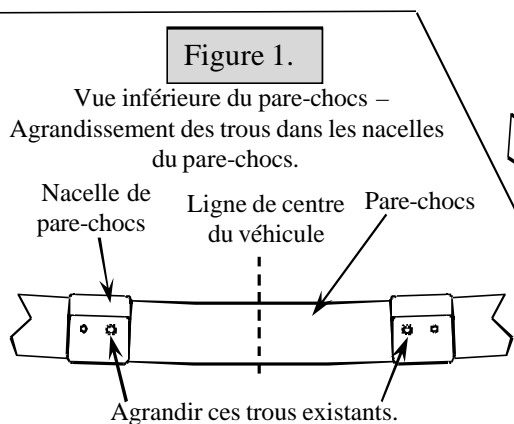 Figure 1.
Vue inférieure du pare-chocs –
Agrandissement des trous dans les nacelles
du pare-chocs.
Nacelle de
pare-chocs
Ligne de centre
du véhicule
Pare-chocs
Agrandir ces trous existants.